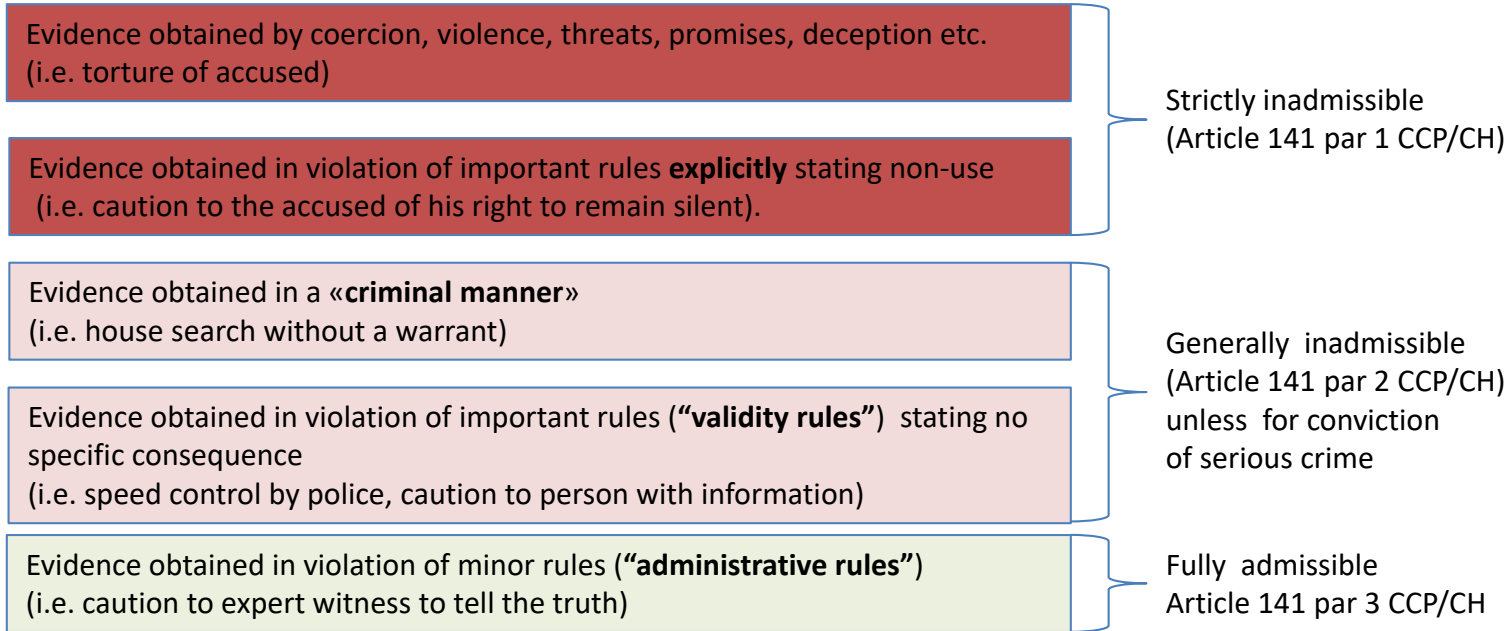 Evidence obtained by coercion, violence, threats, promises, deception etc.
(i.e. torture of accused)
Evidence obtained in violation of important rules explicitly stating non-use
(i.e. caution to the accused of his right to remain silent).
Strictly inadmissible
(Article 141 par 1 CCP/CH)
Evidence obtained in a «criminal manner»
(i.e. house search without a warrant)
Evidence obtained in violation of important rules (“validity rules”) stating no
specific consequence
(i.e. speed control by police, caution to person with information)
Generally inadmissible
(Article 141 par 2 CCP/CH)
unless for conviction
of serious crime
Evidence obtained in violation of minor rules (“administrative rules”)
(i.e. caution to expert witness to tell the truth)
Fully admissible
Article 141 par 3 CCP/CH